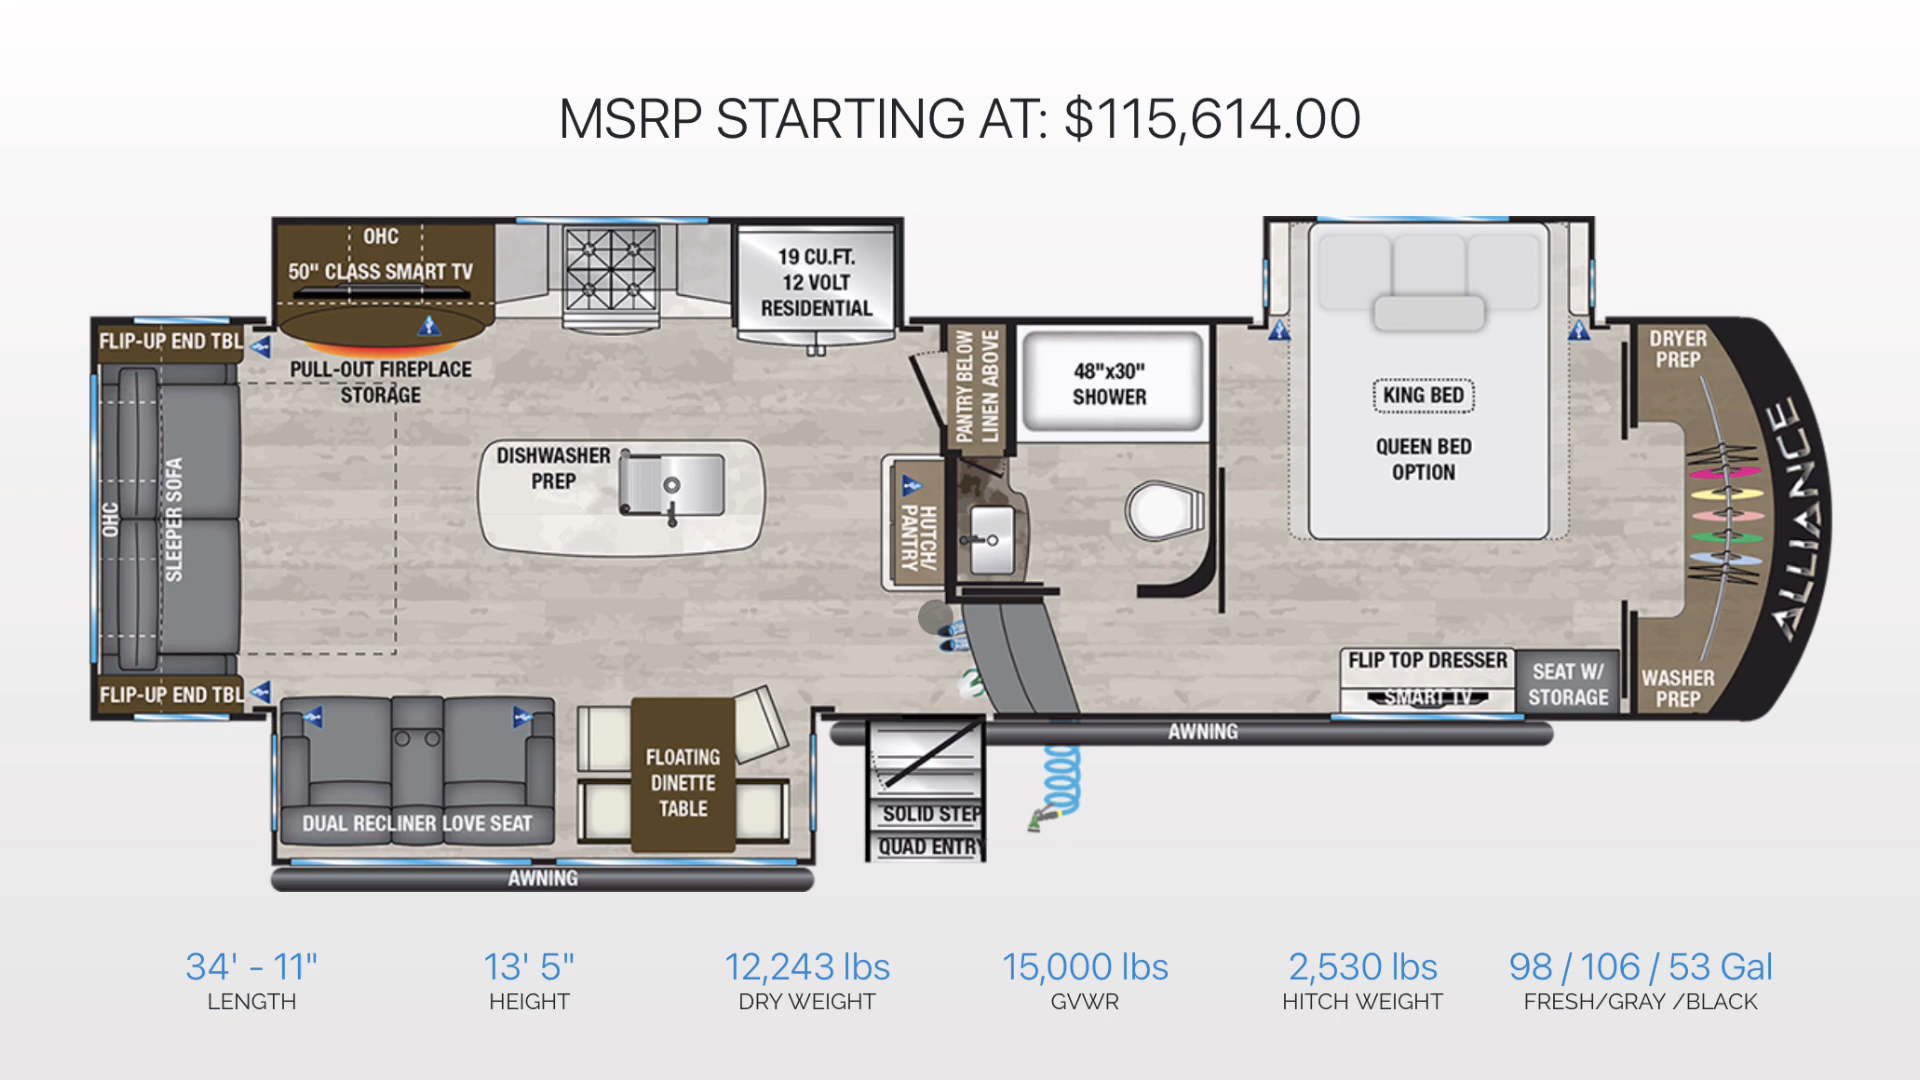 MSRP STARTING AT: $115,614.00
OHC
50" CLASS SMART TV
19 CU.FT.
12 VOLT
RESIDENTIAL
FLIP-UP END TBL
PULL-OUT FIREPLACE
STORAGE
OHC
SLEEPER SOFA
DISHWASHER
PREP
PANTRY BELOW
LINEN ABOVE
48"x30"
SHOWER
HUTCH/
PANTRY
KING BED
QUEEN BED
OPTION
DRYER
PREP
ALLIANCE
FLIP-UP END TBL
DUAL RECLINER LOVE SEAT
FLOATING
DINETTE
TABLE
FLIP TOP DRESSER
SMART TV
SEAT W/
STORAGE
WASHER
PREP
AWNING
SOLID STEP
QUAD ENTRY
AWNING
34' - 11"
LENGTH
13' 5"
HEIGHT
12,243 lbs
DRY WEIGHT
15,000 lbs
GVWR
2,530 lbs
HITCH WEIGHT
98 / 106 / 53 Gal
FRESH/GRAY /BLACK